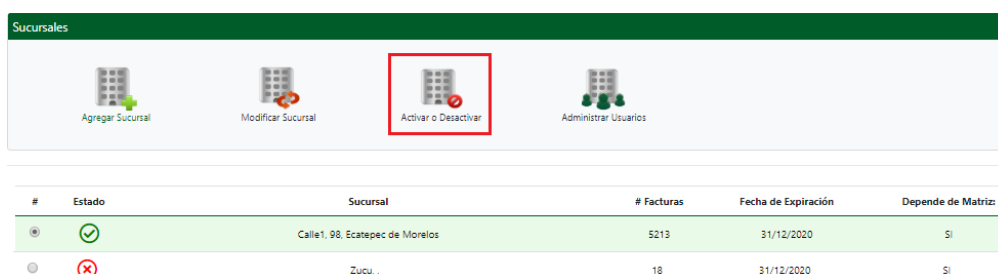 Sucursales
Agregar Sucursal Modificar Sucursal Activar o Desactivar Administrar Usuarios
# Estado Sucursal # Facturas Fecha de Expiración Depende de Matriz:
Calle1, 98, Ecatepec de Morelos 5213 31/12/2020 SI
Zucu, . 18 31/12/2020 SI